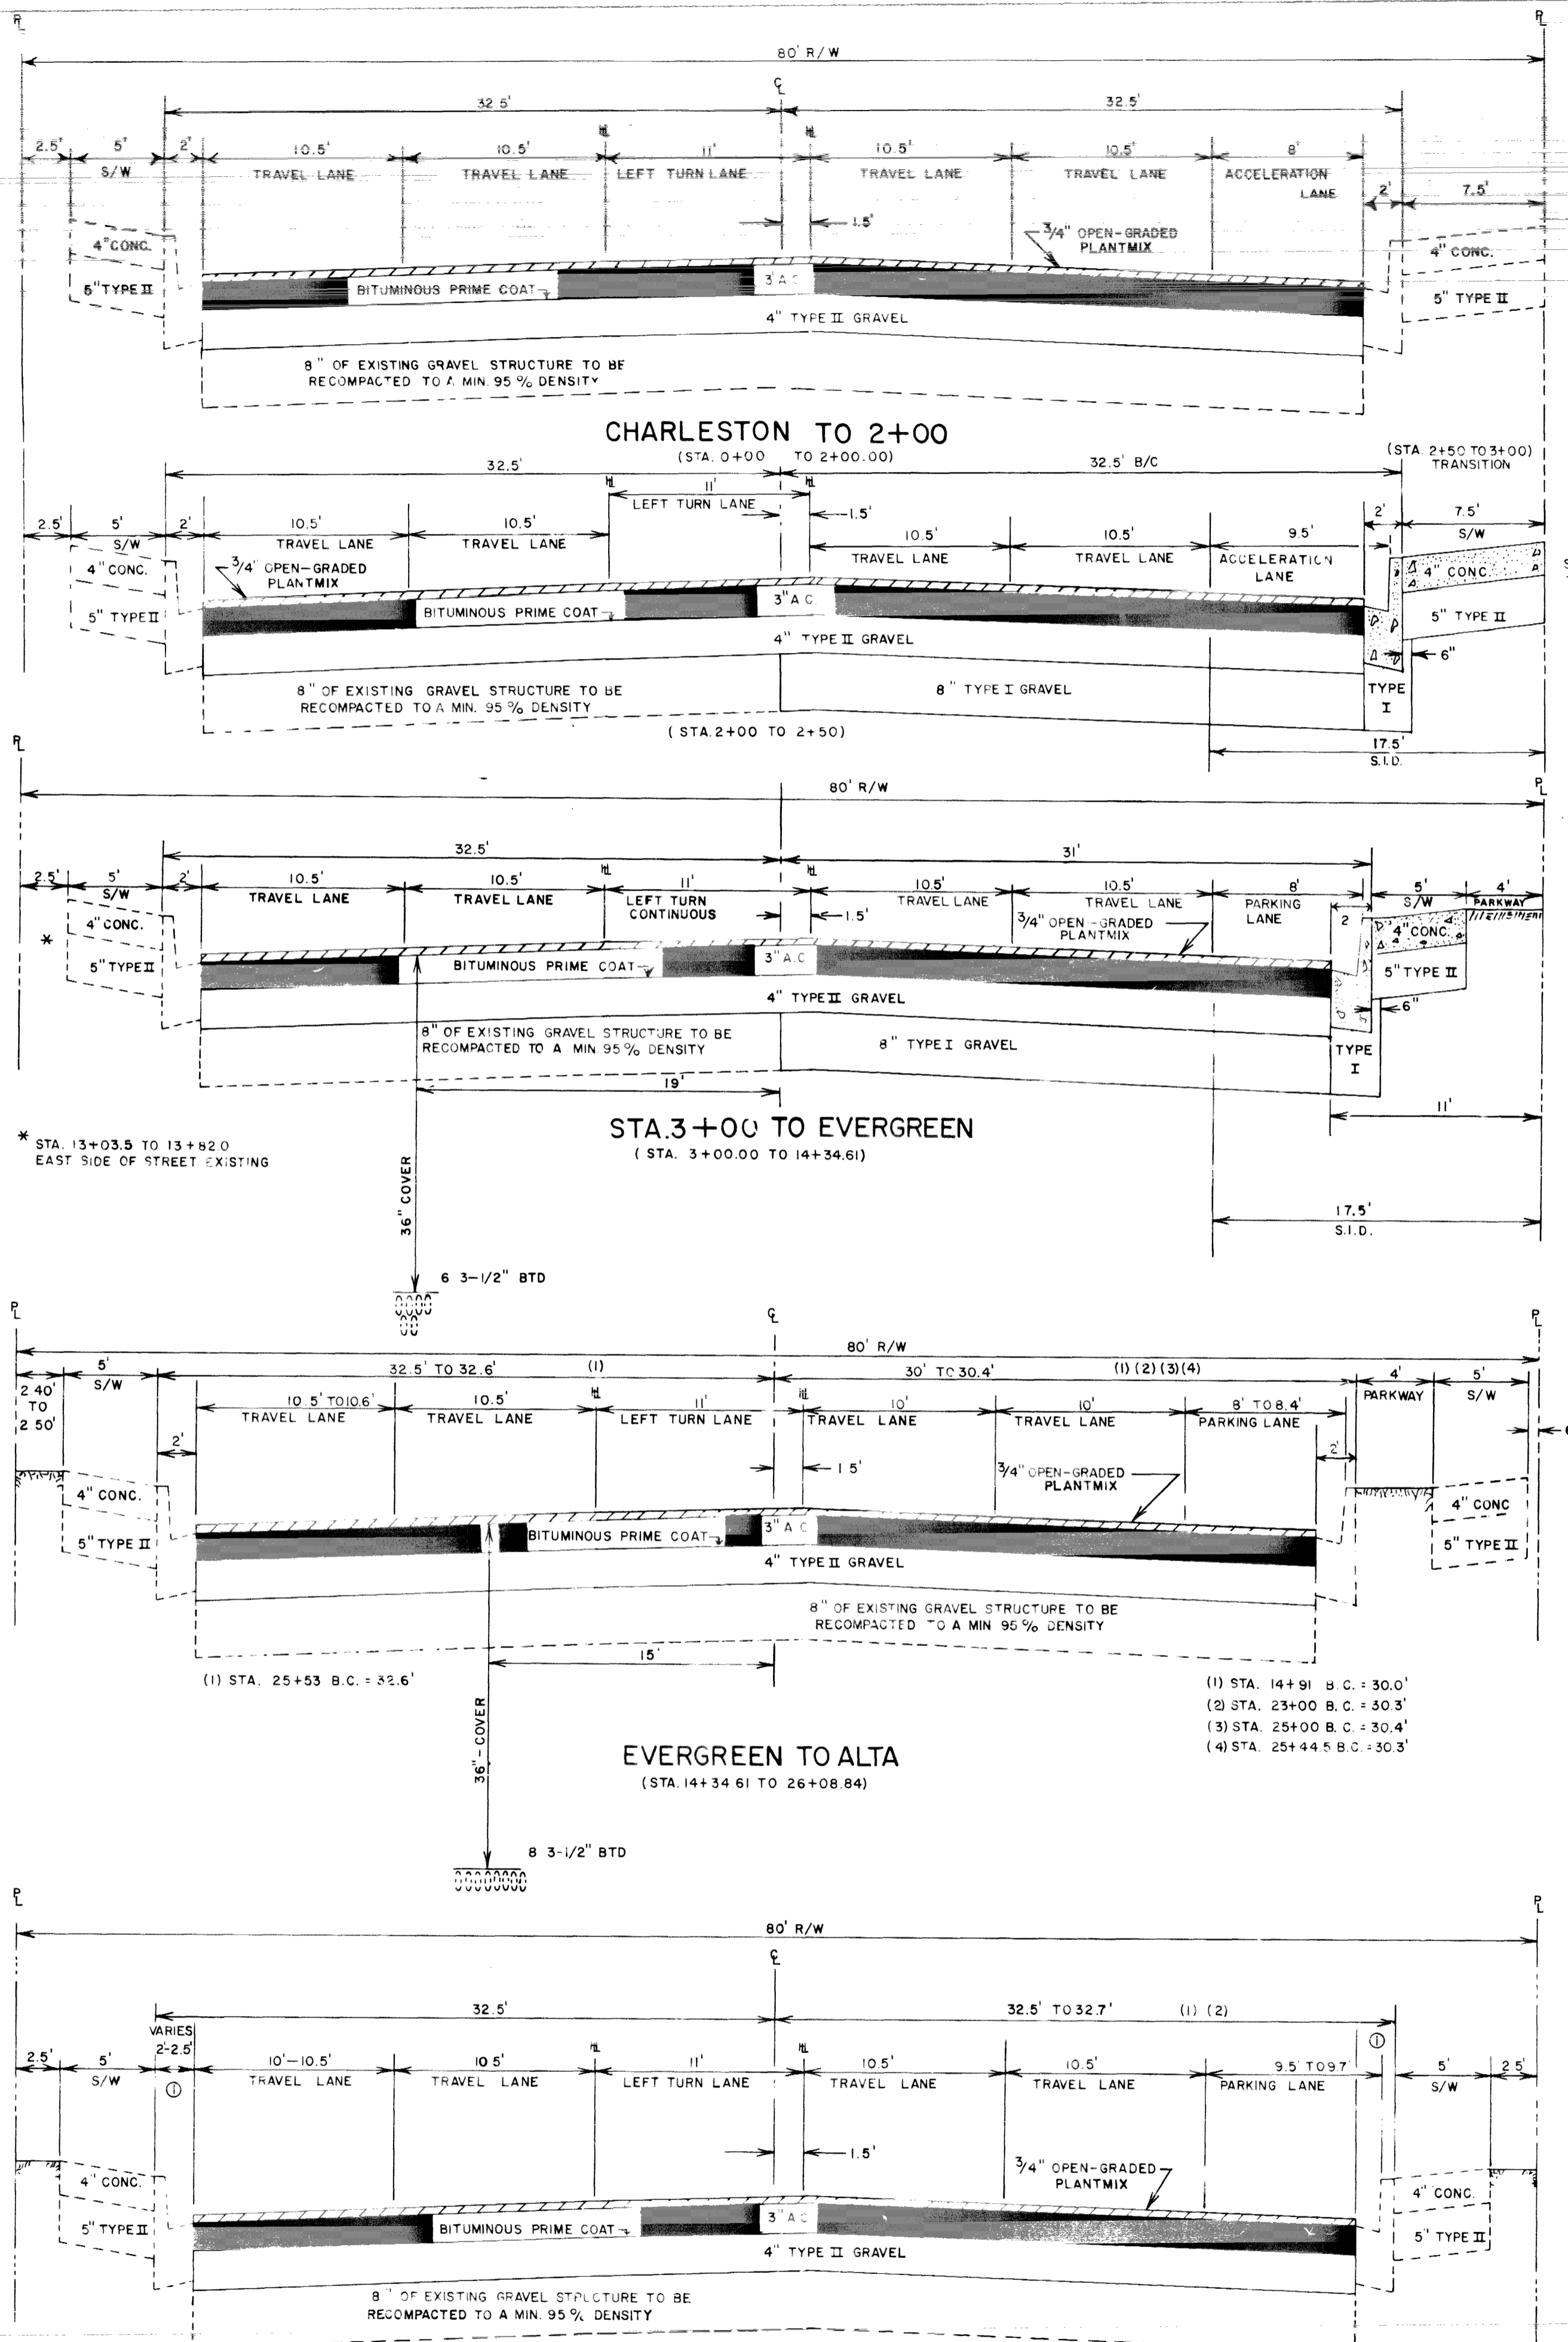 PL
PL
80' R/W
CL
32.5'
32.5'
2.5'
5'
2'
10.5'
10.5'
11'
10.5'
10.5'
8'
S/W
TRAVEL LANE
TRAVEL LANE
LEFT TURN LANE
TRAVEL LANE
TRAVEL LANE
ACCELERATION
LANE
2'
7.5'
1.5'
3/4" OPEN-GRADED
PLANTMIX
4" CONC.
5" TYPE II
BITUMINOUS PRIME COAT
3" A.C
4" CONC.
5" TYPE II
4" TYPE II GRAVEL
8" OF EXISTING GRAVEL STRUCTURE TO BE
RECOMPACTED TO A MIN. 95 % DENSITY
CHARLESTON TO 2+00
(STA. 0+00 TO 2+00.00)
(STA. 2+50 TO 3+00)
TRANSITION
32.5'
32.5' B/C
11'
LEFT TURN LANE
1.5'
2.5'
5'
2'
10.5'
10.5'
10.5'
10.5'
9.5'
2'
7.5'
S/W
TRAVEL LANE
TRAVEL LANE
TRAVEL LANE
TRAVEL LANE
ACCELERATION
LANE
S/W
4" CONC.
3/4" OPEN-GRADED
PLANTMIX
4" CONC.
5" TYPE II
BITUMINOUS PRIME COAT
3" A C.
5" TYPE II
4" TYPE II GRAVEL
6"
8" OF EXISTING GRAVEL STRUCTURE TO BE
RECOMPACTED TO A MIN. 95 % DENSITY
8" TYPE I GRAVEL
TYPE
I
(STA. 2+00 TO 2+50)
17.5'
S.I.D.
PL
PL
80' R/W
32.5'
31'
2.5'
5'
2'
10.5'
10.5'
11'
10.5'
10.5'
8'
5'
4'
S/W
TRAVEL LANE
TRAVEL LANE
LEFT TURN
CONTINUOUS
1.5'
TRAVEL LANE
TRAVEL LANE
PARKING
LANE
2
S/W
PARKWAY
4" CONC.
3/4" OPEN-GRADED
PLANTMIX
4" CONC.
*
5" TYPE II
BITUMINOUS PRIME COAT
3" A.C
5" TYPE II
4" TYPE II GRAVEL
6"
8" OF EXISTING GRAVEL STRUCTURE TO BE
RECOMPACTED TO A MIN. 95% DENSITY
8" TYPE I GRAVEL
TYPE
I
19'
11'
STA.3+00 TO EVERGREEN
( STA. 3+00.00 TO 14+34.61)
* STA. 13+03.5 TO 13+82.0
EAST SIDE OF STREET EXISTING
36" COVER
17.5'
S.I.D.
6 3-1/2" BTD
PL
CL
PL
80' R/W
5'
32.5' TO 32.6' (1)
30' TO 30.4' (1) (2) (3) (4)
4'
5'
S/W
2.40'
TO
2.50'
10.5' TO 10.6'
10.5'
11'
10'
10'
8' TO 8.4'
PARKWAY
S/W
TRAVEL LANE
TRAVEL LANE
LEFT TURN LANE
TRAVEL LANE
TRAVEL LANE
PARKING LANE
2'
2'
1 5'
3/4" OPEN-GRADED
PLANTMIX
4" CONC.
4" CONC
5" TYPE II
BITUMINOUS PRIME COAT
3" A C
5" TYPE II
4" TYPE II GRAVEL
8" OF EXISTING GRAVEL STRUCTURE TO BE
RECOMPACTED TO A MIN 95 % DENSITY
15'
(1) STA. 25+53 B.C. = 32.6'
(1) STA. 14+91 B.C. = 30.0'
(2) STA. 23+00 B.C. = 30.3'
(3) STA. 25+00 B.C. = 30.4'
(4) STA. 25+44.5 B.C. = 30.3'
36" - COVER
EVERGREEN TO ALTA
(STA. 14+34 61 TO 26+08.84)
8 3-1/2" BTD
PL
PL
80' R/W
CL
32.5'
32.5' TO 32.7' (1) (2)
VARIES
2'-2.5'
1
2.5'
5'
10'-10.5'
10 5'
11'
10.5'
10.5'
9.5' TO 9.7'
5'
2.5'
S/W
1
TRAVEL LANE
TRAVEL LANE
LEFT TURN LANE
TRAVEL LANE
TRAVEL LANE
PARKING LANE
S/W
1.5'
3/4" OPEN-GRADED
PLANTMIX
4" CONC.
4" CONC.
5" TYPE II
BITUMINOUS PRIME COAT
3" A C
5" TYPE II
4" TYPE II GRAVEL
8" OF EXISTING GRAVEL STRUCTURE TO BE
RECOMPACTED TO A MIN. 95 % DENSITY